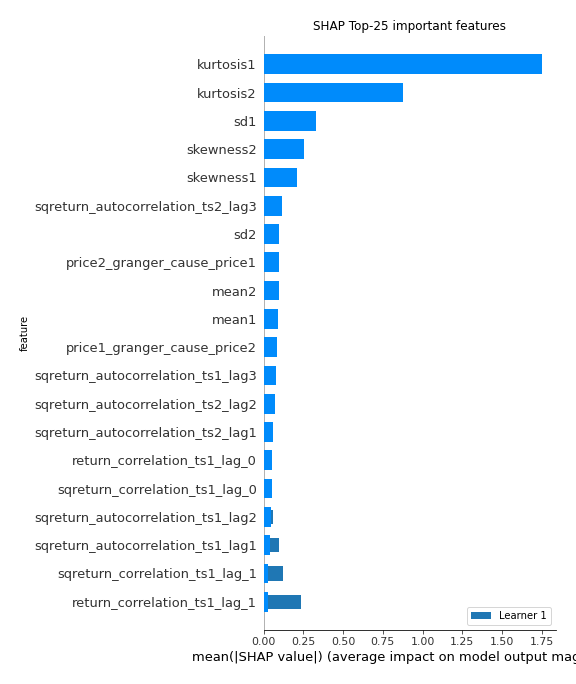 SHAP Top-25 important features
kurtosis1
kurtosis2
sd1
skewness2
skewness1
sqreturn_autocorrelation_ts2_lag3
sd2
price2_granger_cause_price1
mean2
mean1
price1_granger_cause_price2
sqreturn_autocorrelation_ts1_lag3
sqreturn_autocorrelation_ts2_lag2
sqreturn_autocorrelation_ts2_lag1
return_correlation_ts1_lag_0
sqreturn_correlation_ts1_lag_0
sqreturn_autocorrelation_ts1_lag2
sqreturn_autocorrelation_ts1_lag1
sqreturn_correlation_ts1_lag_1
return_correlation_ts1_lag_1
feature
Learner 1
0.00 0.25 0.50 0.75 1.00 1.25 1.50 1.75
mean(|SHAP value|) (average impact on model output mag